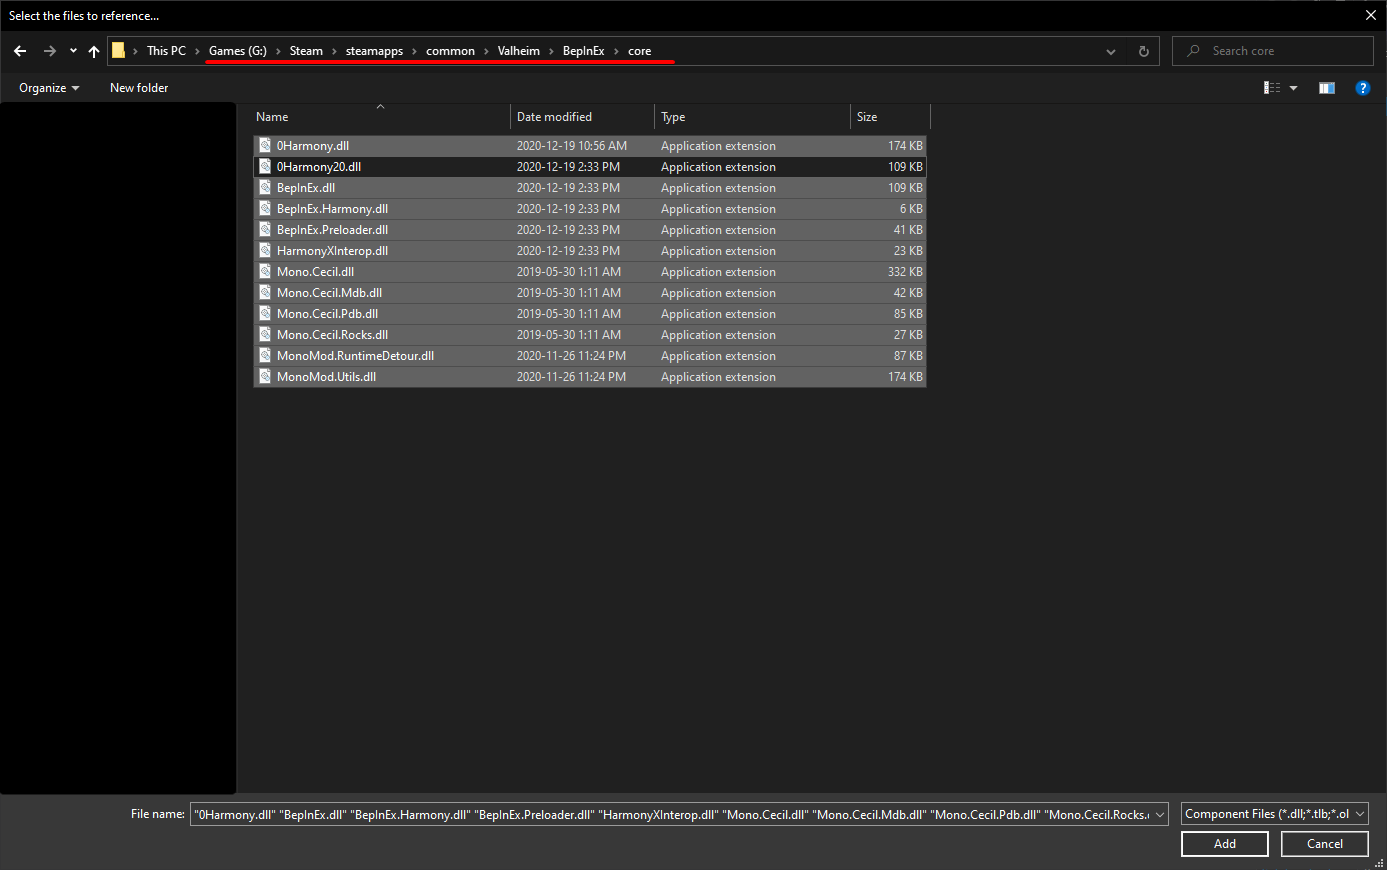 Select the files to reference...
This PC > Games (G:) > Steam > steamapps > common > Valheim > BepInEx > core
Search core
Organize
New folder
?
Name Date modified Type Size
0Harmony.dll 2020-12-19 10:56 AM Application extension 174 KB
0Harmony20.dll 2020-12-19 2:33 PM Application extension 109 KB
BepInEx.dll 2020-12-19 2:33 PM Application extension 109 KB
BepInEx.Harmony.dll 2020-12-19 2:33 PM Application extension 6 KB
BepInEx.Preloader.dll 2020-12-19 2:33 PM Application extension 41 KB
HarmonyXInterop.dll 2020-12-19 2:33 PM Application extension 23 KB
Mono.Cecil.dll 2019-05-30 1:11 AM Application extension 332 KB
Mono.Cecil.Mdb.dll 2019-05-30 1:11 AM Application extension 42 KB
Mono.Cecil.Pdb.dll 2019-05-30 1:11 AM Application extension 85 KB
Mono.Cecil.Rocks.dll 2019-05-30 1:11 AM Application extension 27 KB
MonoMod.RuntimeDetour.dll 2020-11-26 11:24 PM Application extension 87 KB
MonoMod.Utils.dll 2020-11-26 11:24 PM Application extension 174 KB
File name: "0Harmony.dll" "BepInEx.dll" "BepInEx.Harmony.dll" "BepInEx.Preloader.dll" "HarmonyXInterop.dll" "Mono.Cecil.dll" "Mono.Cecil.Mdb.dll" "Mono.Cecil.Pdb.dll" "Mono.Cecil.Rocks.
Component Files (*.dll;*.tlb;*.ol
Add
Cancel